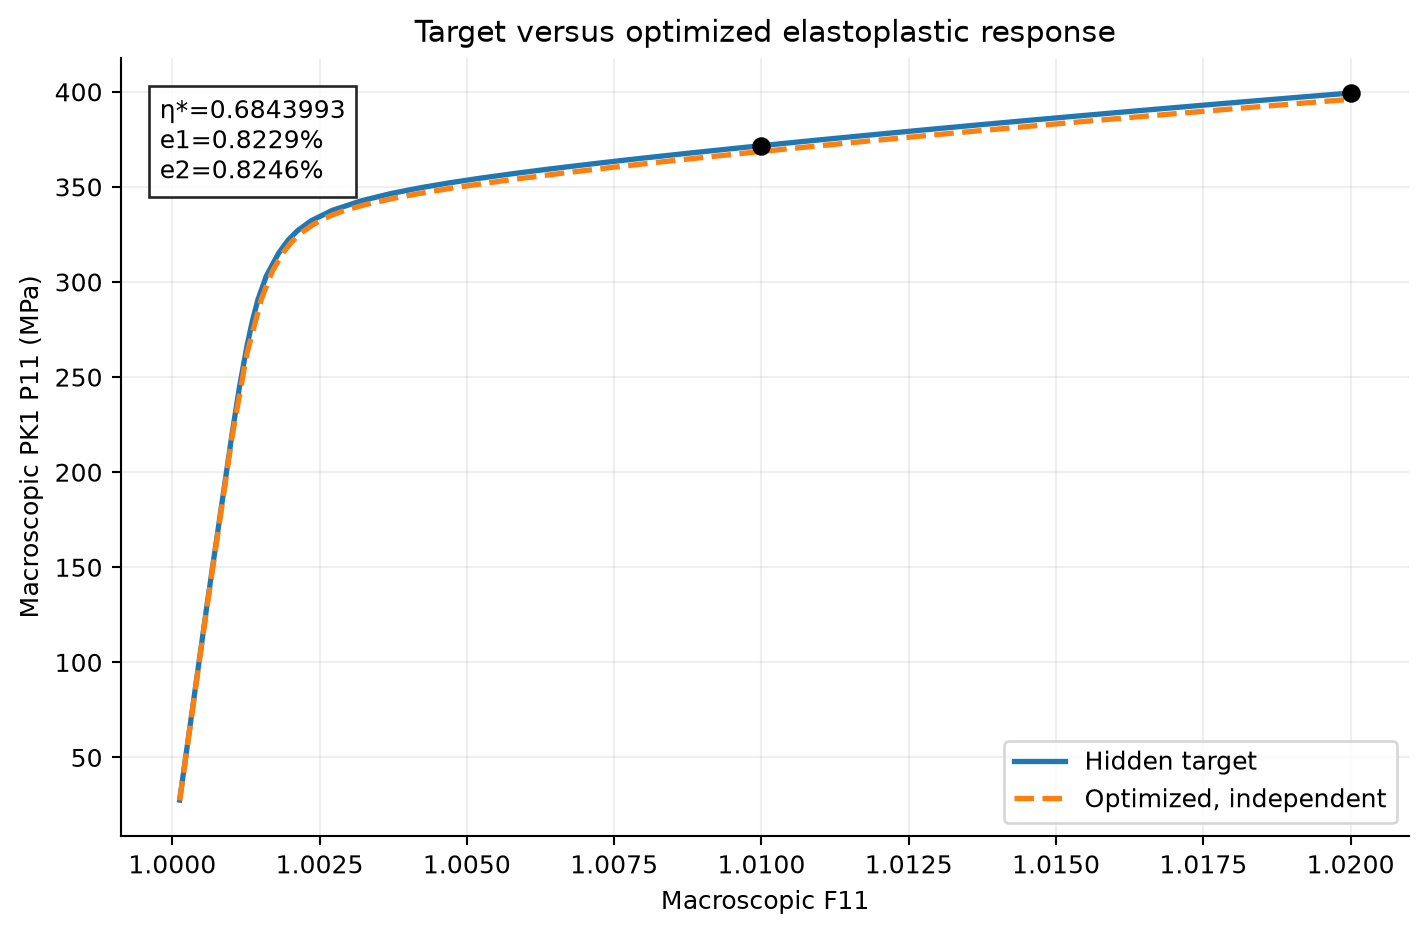 Target versus optimized elastoplastic response
η*=0.6843993
e1=0.8229%
e2=0.8246%
Macroscopic PK1 P11 (MPa)
400
350
300
250
200
150
100
50
Hidden target
Optimized, independent
1.0000 1.0025 1.0050 1.0075 1.0100 1.0125 1.0150 1.0175 1.0200
Macroscopic F11